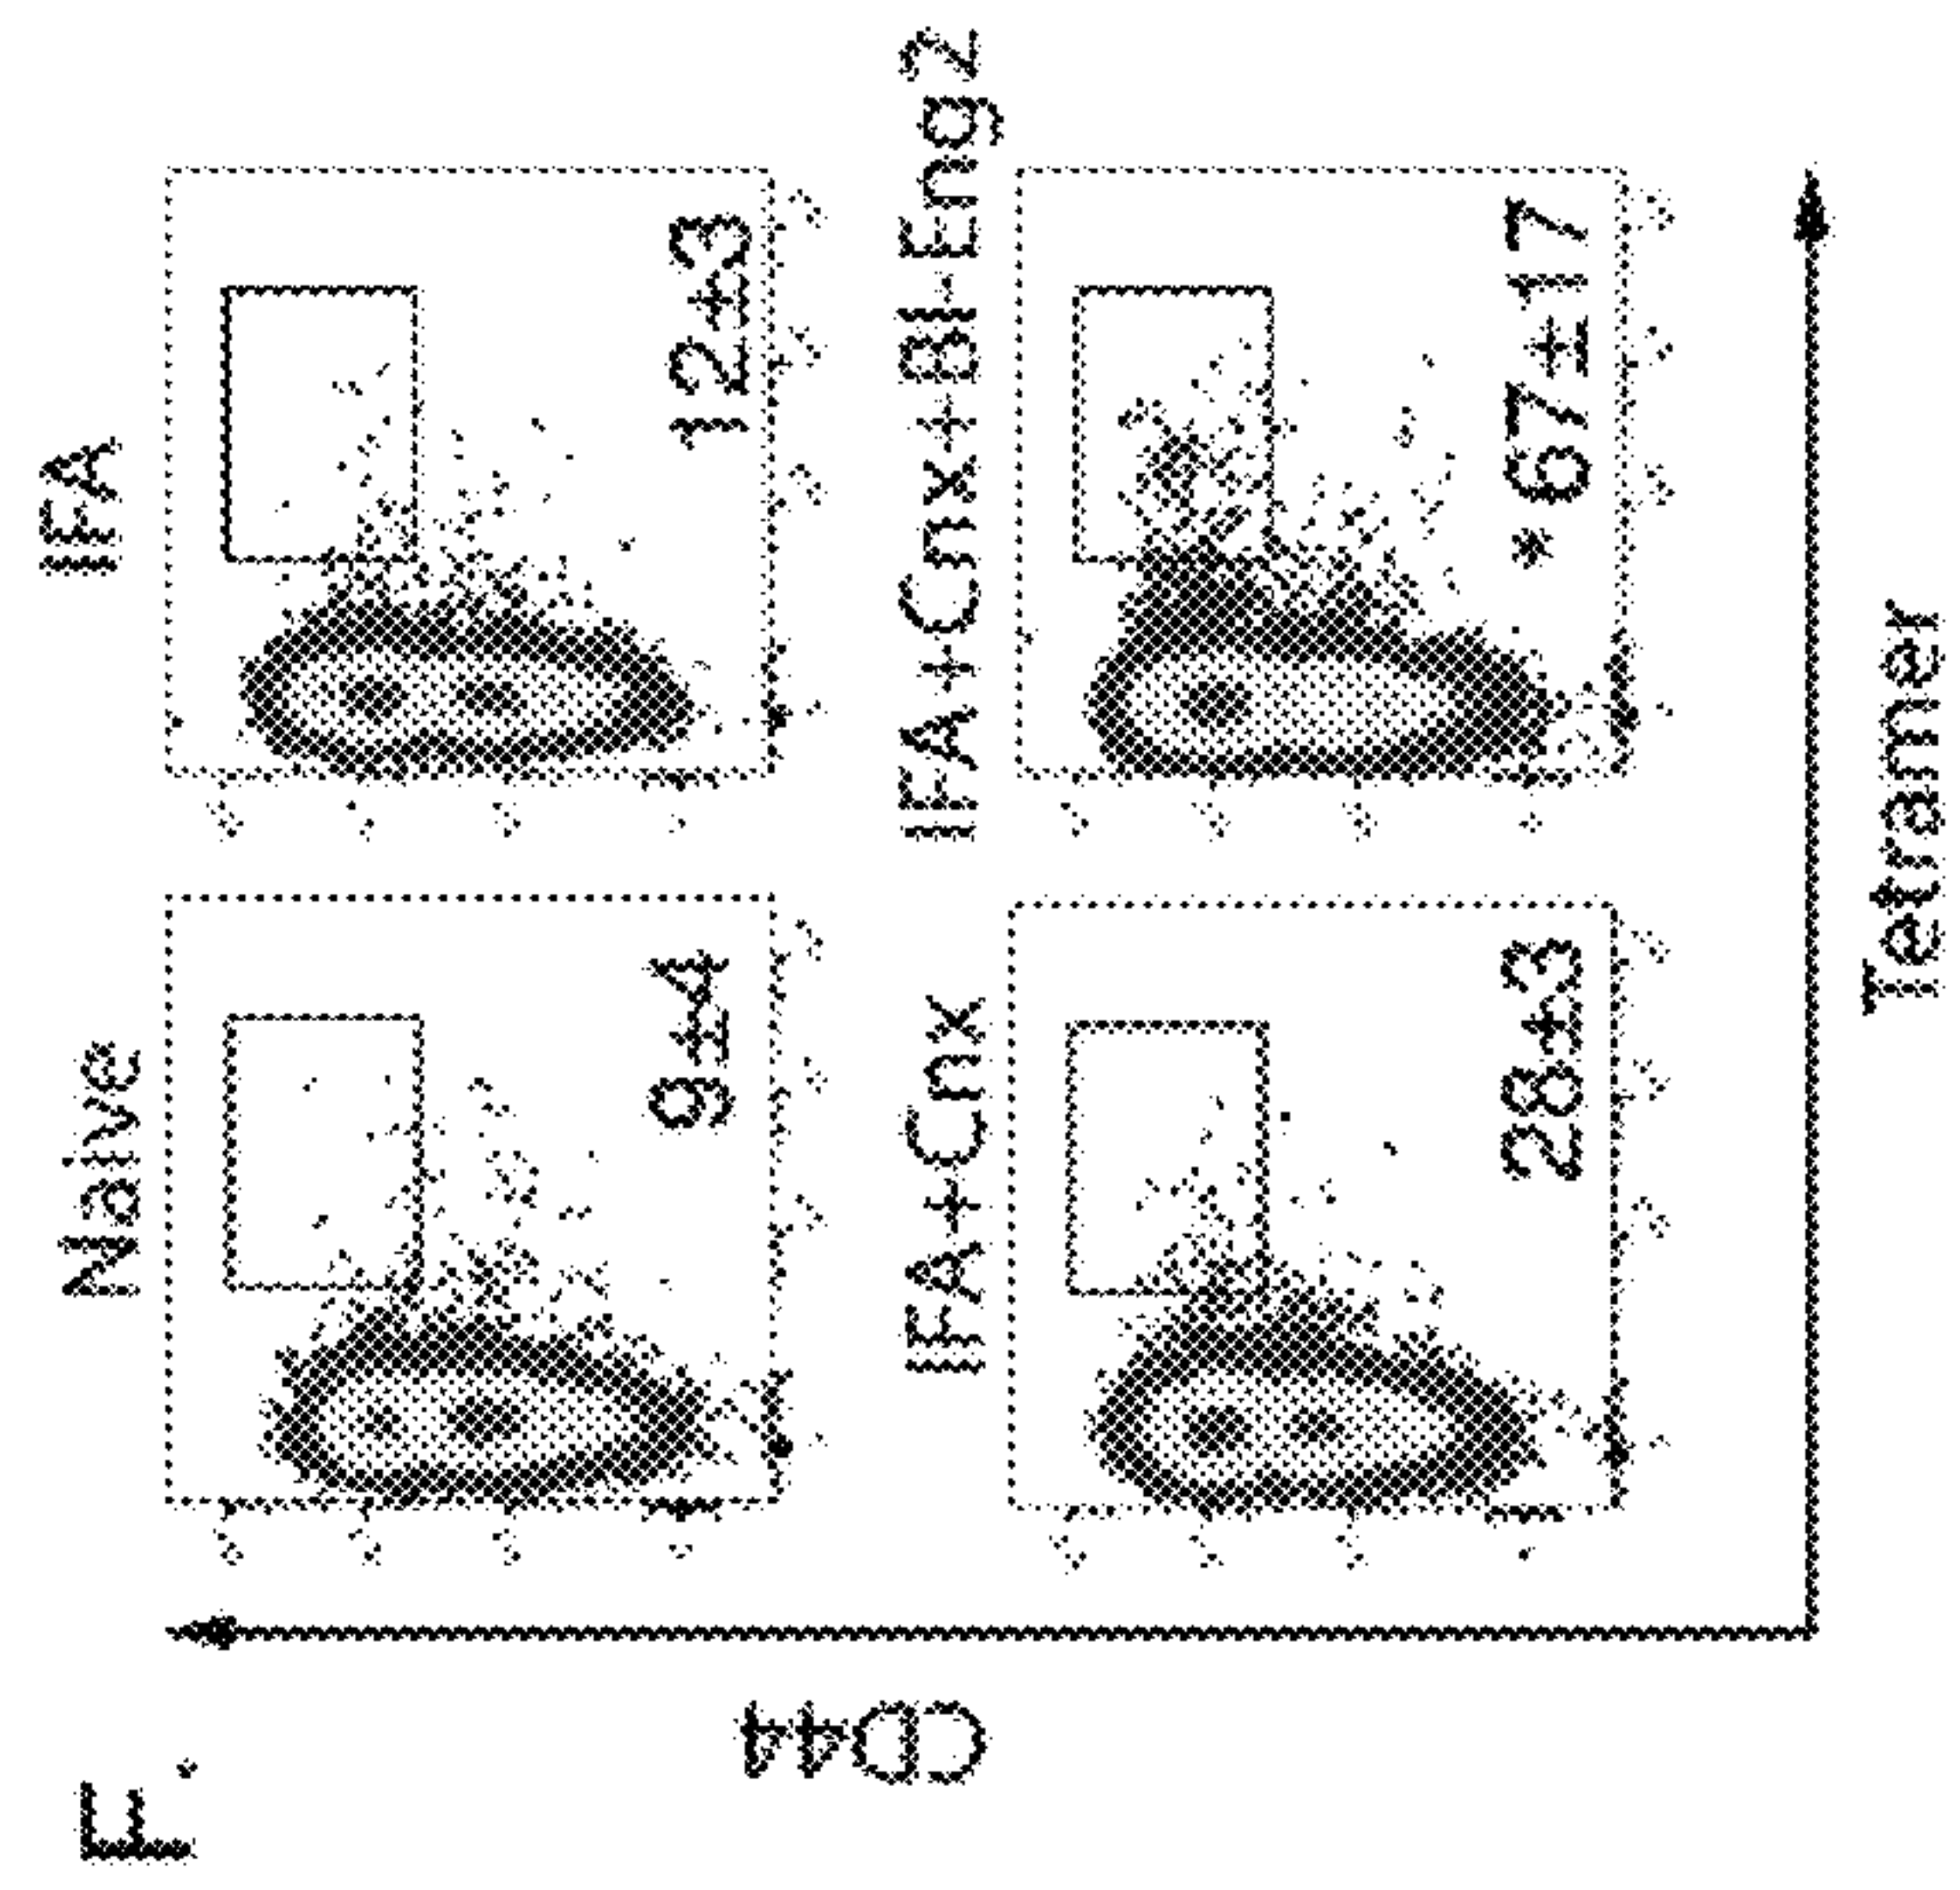 F.
Naive
IFA
9±4
12±3
IFA+Cnx
IFA+Cnx+Bl-Eng2
28±3
*67±17
CD44
Tetramer